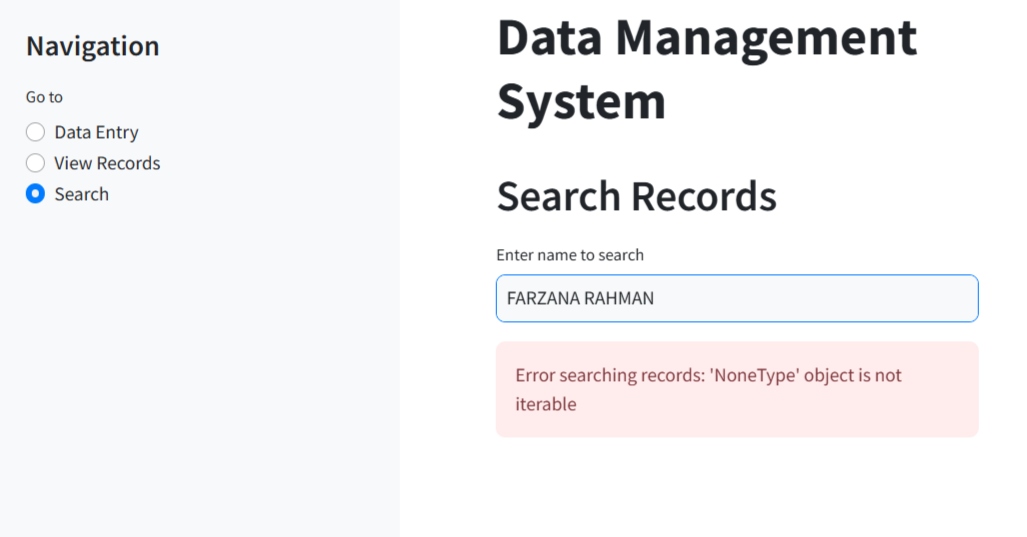 Navigation
Go to
Data Entry
View Records
Search
Data Management
System
Search Records
Enter name to search
FARZANA RAHMAN
Error searching records: 'NoneType' object is not
iterable